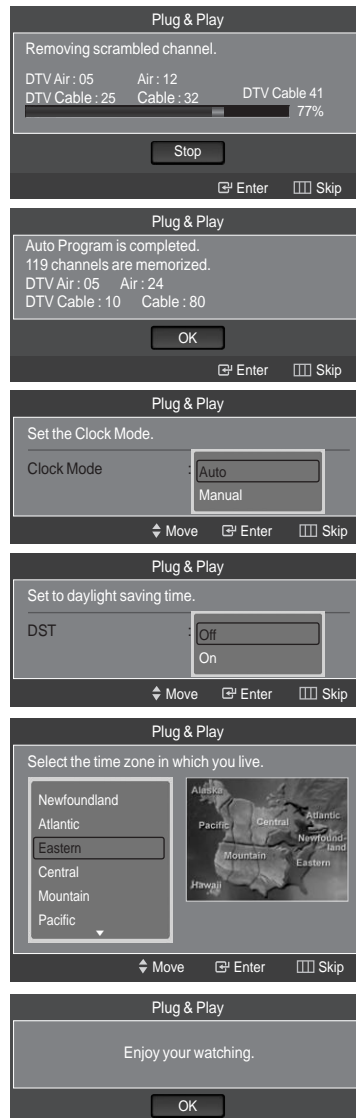 Plug & Play
Removing scrambled channel.
DTV Air : 05 Air : 12
DTV Cable : 25 Cable : 32 DTV Cable 41
77%
Stop
Enter Skip
Plug & Play
Auto Program is completed.
119 channels are memorized.
DTV Air : 05 Air : 24
DTV Cable : 10 Cable : 80
OK
Enter Skip
Plug & Play
Set the Clock Mode.
Clock Mode : Auto
Manual
Move Enter Skip
Plug & Play
Set to daylight saving time.
DST : Off
On
Move Enter Skip
Plug & Play
Select the time zone in which you live.
Newfoundland
Atlantic
Eastern
Central
Mountain
Pacific
Alaska
Pacific
Central
Atlantic
Newfound-
land
Mountain
Eastern
Hawaii
Move Enter Skip
Plug & Play
Enjoy your watching.
OK